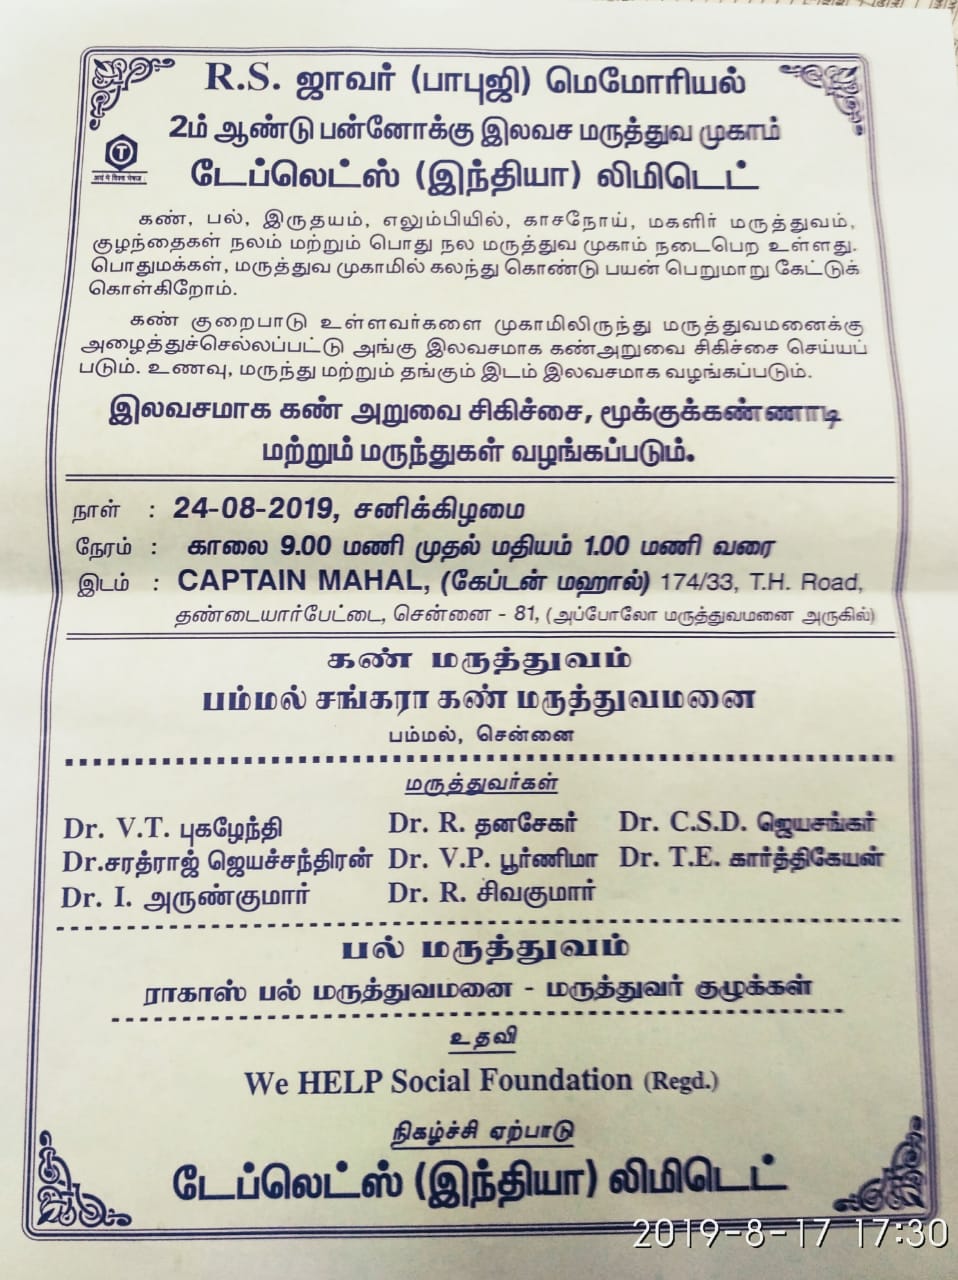 R.S. ஜாவர் (பாபுஜி) மெமோரியல்
2ம் ஆண்டு பன்னோக்கு இலவச மருத்துவ முகாம்
T
டேப்லெட்ஸ் (இந்தியா) லிமிடெட்
கண், பல், இருதயம், எலும்பியில், காசநோய், மகளிர் மருத்துவம்,
குழந்தைகள் நலம் மற்றும் பொது நல மருத்துவ முகாம் நடைபெற உள்ளது.
பொதுமக்கள், மருத்துவ முகாமில் கலந்து கொண்டு பயன் பெறுமாறு கேட்டுக்
கொள்கிறோம்.
கண் குறைபாடு உள்ளவர்களை முகாமிலிருந்து மருத்துவமனைக்கு
அழைத்துச்செல்லப்பட்டு அங்கு இலவசமாக கண்அறுவை சிகிச்சை செய்யப்
படும். உணவு, மருந்து மற்றும் தங்கும் இடம் இலவசமாக வழங்கப்படும்.
இலவசமாக கண் அறுவை சிகிச்சை, மூக்குக்கண்ணாடி
மற்றும் மருந்துகள் வழங்கப்படும்.
நாள் : 24-08-2019, சனிக்கிழமை
நேரம் : காலை 9.00 மணி முதல் மதியம் 1.00 மணி வரை
இடம் : CAPTAIN MAHAL, (கேப்டன் மஹால்) 174/33, T.H. Road,
தண்டையார்பேட்டை, சென்னை - 81, (அப்போலோ மருத்துவமனை அருகில்)
கண் மருத்துவம்
பம்மல் சங்கரா கண் மருத்துவமனை
பம்மல், சென்னை
மருத்துவர்கள்
Dr. V.T. புகழேந்தி Dr. R. தனசேகர் Dr. C.S.D. ஜெயசங்கர்
Dr.சரத்ராஜ் ஜெயச்சந்திரன் Dr. V.P. பூர்ணிமா Dr. T.E. கார்த்திகேயன்
Dr. I. அருண்குமார் Dr. R. சிவகுமார்
பல் மருத்துவம்
ராகாஸ் பல் மருத்துவமனை - மருத்துவர் குழுக்கள்
உதவி
We HELP Social Foundation (Regd.)
நிகழ்ச்சி ஏற்பாடு
டேப்லெட்ஸ் (இந்தியா) லிமிடெட்
2019-8-17 17:30